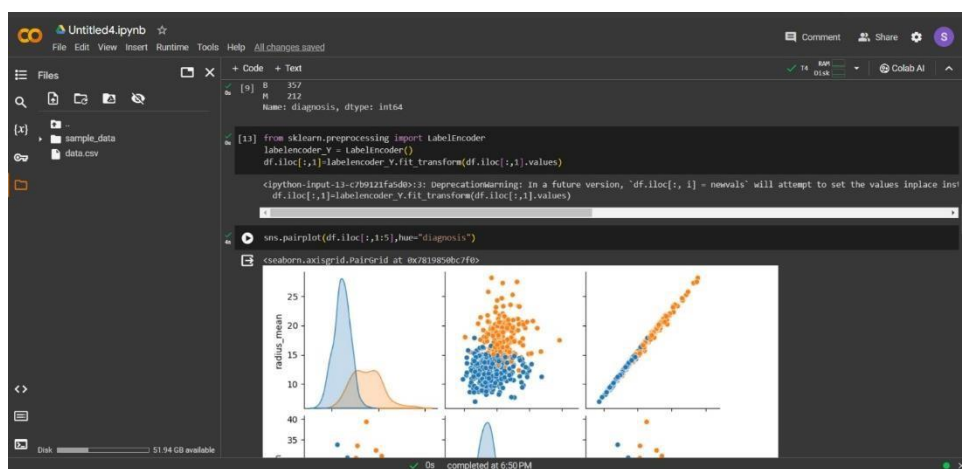 Untitled4.ipynb
File Edit View Insert Runtime Tools Help All changes saved
Comment
Share
S
Files
+ Code + Text
T4
RAM
Disk
Colab AI
..
sample_data
data.csv
{x}
[9] B 357
M 212
Name: diagnosis, dtype: int64
[13] from sklearn.preprocessing import LabelEncoder
labelencoder_Y = LabelEncoder()
df.iloc[:,1]=labelencoder_Y.fit_transform(df.iloc[:,1].values)
<ipython-input-13-c7b9121fa5d0>:3: DeprecationWarning: In a future version, `df.iloc[:, i] = newvals` will attempt to set the values inplace inst
df.iloc[:,1]=labelencoder_Y.fit_transform(df.iloc[:,1].values)
sns.pairplot(df.iloc[:,1:5],hue="diagnosis")
<seaborn.axisgrid.PairGrid at 0x7819850bc7f0>
25
20
radius_mean
15
10
40
35
Disk
51.94 GB available
0s completed at 6:50 PM